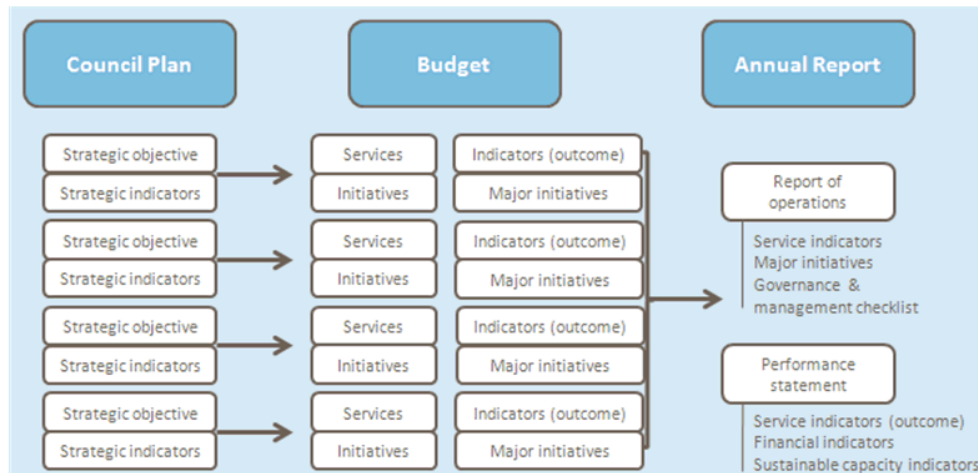 Council Plan
Budget
Annual Report
Strategic objective
Strategic indicators
Services
Initiatives
Indicators (outcome)
Major initiatives
Strategic objective
Strategic indicators
Services
Initiatives
Indicators (outcome)
Major initiatives
Strategic objective
Strategic indicators
Services
Initiatives
Indicators (outcome)
Major initiatives
Strategic objective
Strategic indicators
Services
Initiatives
Indicators (outcome)
Major initiatives
Report of
operations
Service indicators
Major initiatives
Governance &
management checklist
Performance
statement
Service indicators (outcome)
Financial indicators
Sustainable capacity indicators